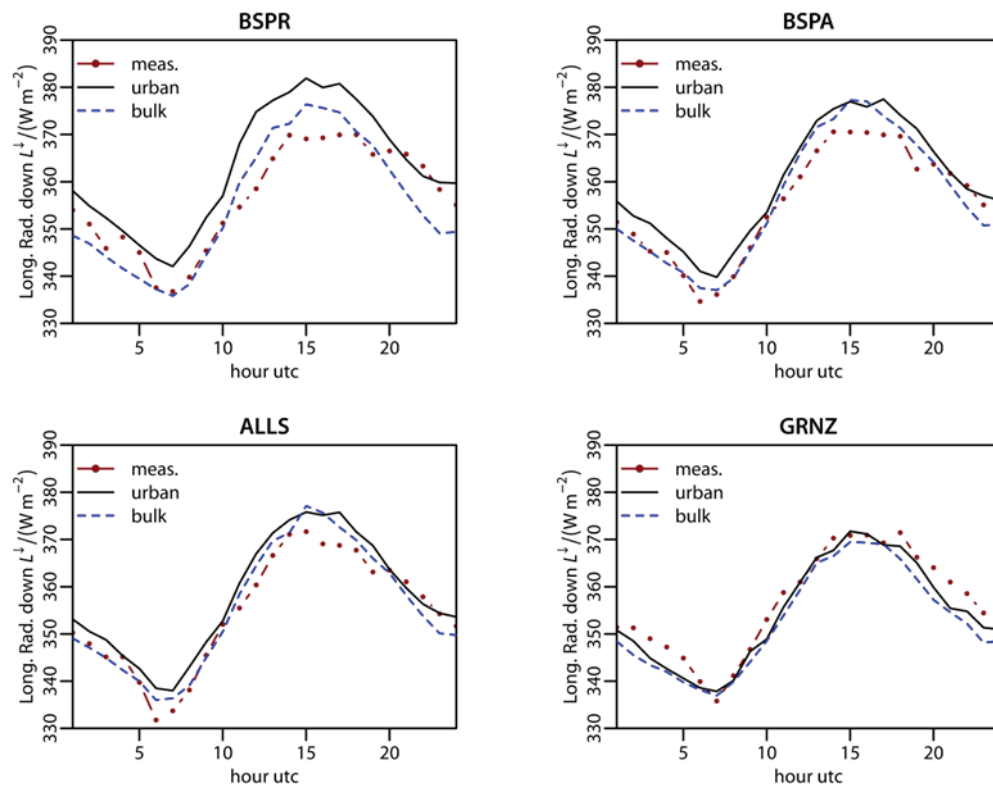 BSPR
390
380
370
360
350
340
330
Long. Rad. down L↓/(W m−2)
meas.
urban
bulk
5
10
15
20
hour utc
BSPA
390
380
370
360
350
340
330
Long. Rad. down L↓/(W m−2)
meas.
urban
bulk
5
10
15
20
hour utc
ALLS
390
380
370
360
350
340
330
Long. Rad. down L↓/(W m−2)
meas.
urban
bulk
5
10
15
20
hour utc
GRNZ
390
380
370
360
350
340
330
Long. Rad. down L↓/(W m−2)
meas.
urban
bulk
5
10
15
20
hour utc